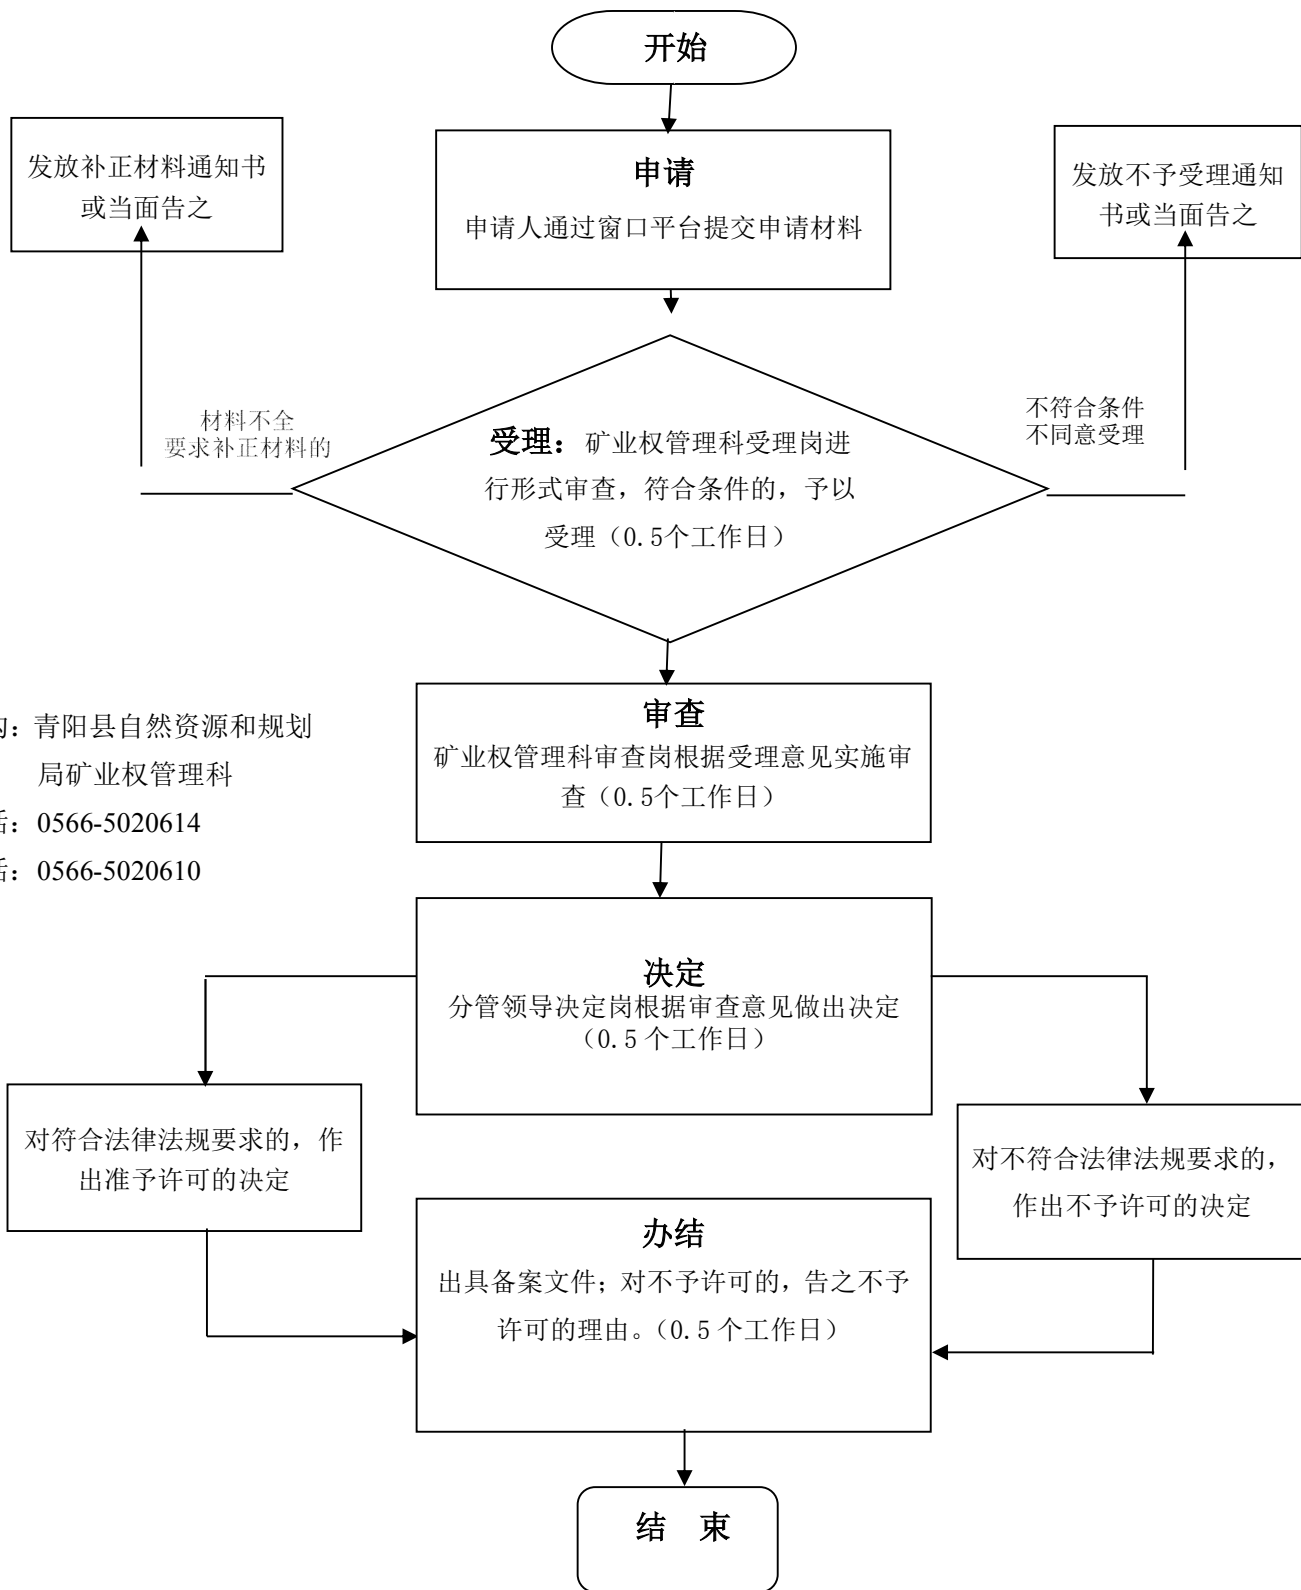 开始
发放补正材料通知书
或当面告之
申请
申请人通过窗口平台提交申请材料
发放不予受理通知
书或当面告之
材料不全
要求补正材料的
不符合条件
不同意受理
受理：矿业权管理科受理岗进
行形式审查，符合条件的，予以
受理（0.5个工作日）
审查
矿业权管理科审查岗根据受理意见实施审
查（0.5个工作日）
：青阳县自然资源和规划
局矿业权管理科
：0566-5020614
：0566-5020610
决定
分管领导决定岗根据审查意见做出决定
（0.5个工作日）
对符合法律法规要求的，作
出准予许可的决定
对不符合法律法规要求的，
作出不予许可的决定
办结
出具备案文件；对不予许可的，告之不予
许可的理由。（0.5个工作日）
结 束